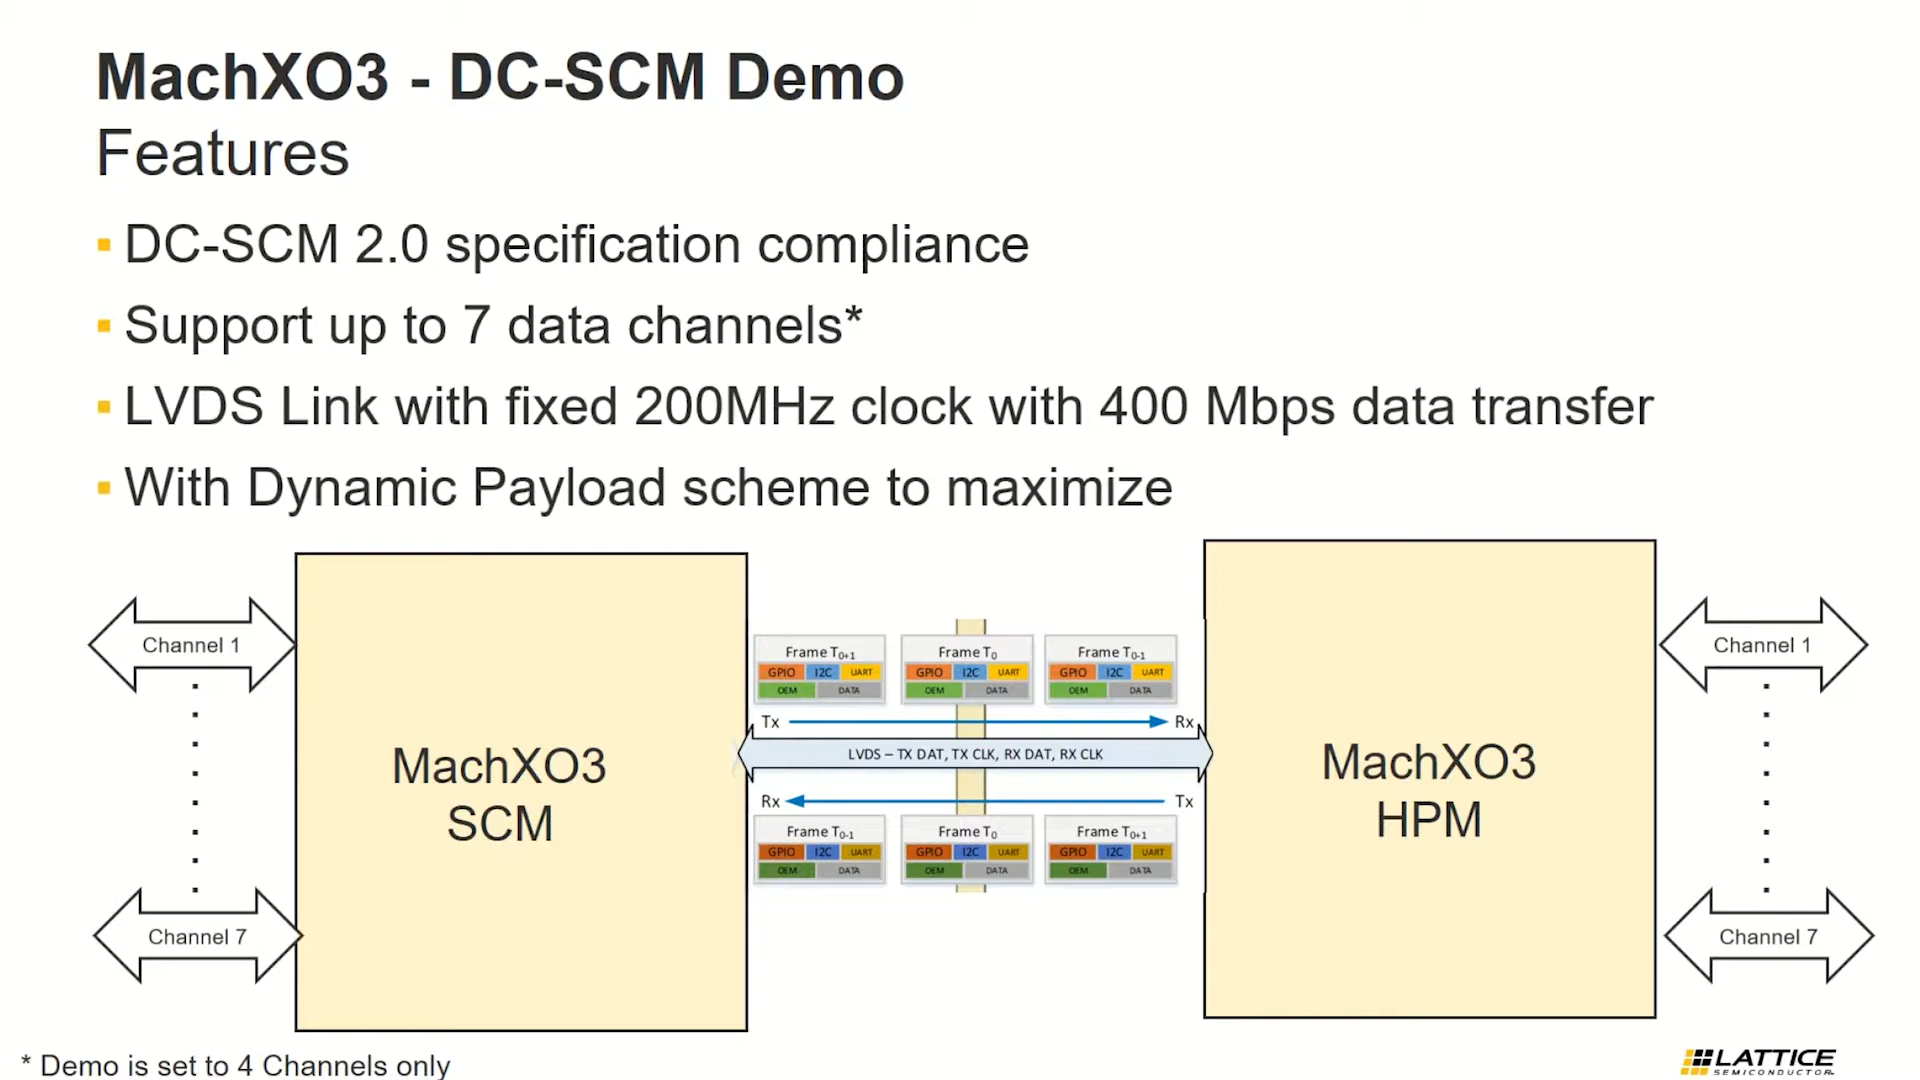 MachXO3 - DC-SCM Demo
Features
▪ DC-SCM 2.0 specification compliance
▪ Support up to 7 data channels*
▪ LVDS Link with fixed 200MHz clock with 400 Mbps data transfer
▪ With Dynamic Payload scheme to maximize
Channel 1
Channel 7
MachXO3
SCM
Frame T0+1
GPIO I2C UART
OEM DATA
Frame T0
GPIO I2C UART
OEM DATA
Frame T0-1
GPIO I2C UART
OEM DATA
Tx Rx
LVDS – TX DAT, TX CLK, RX DAT, RX CLK
Rx Tx
Frame T0-1
GPIO I2C UART
OEM DATA
Frame T0
GPIO I2C UART
OEM DATA
Frame T0+1
GPIO I2C UART
OEM DATA
MachXO3
HPM
Channel 1
Channel 7
* Demo is set to 4 Channels only
LATTICE
SEMICONDUCTOR